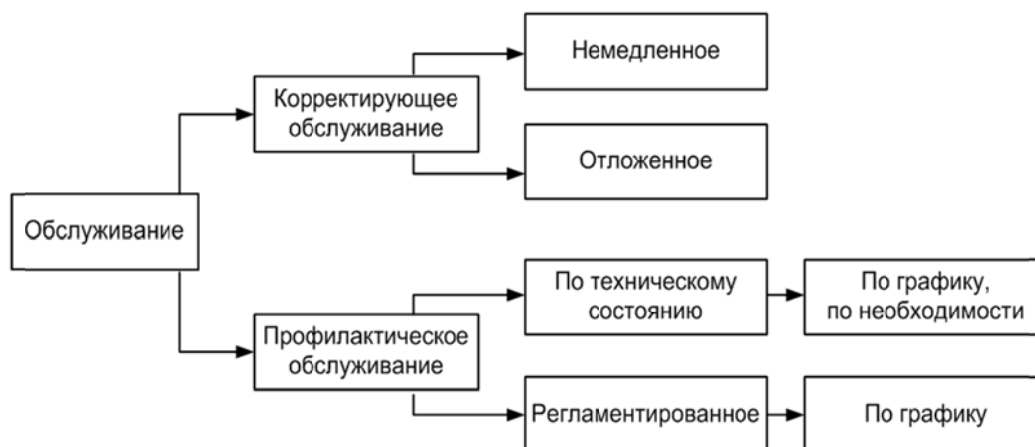 Обслуживание
Корректирующее
обслуживание
Немедленное
Отложенное
Профилактическое
обслуживание
По техническому
состоянию
По графику,
по необходимости
Регламентированное
По графику